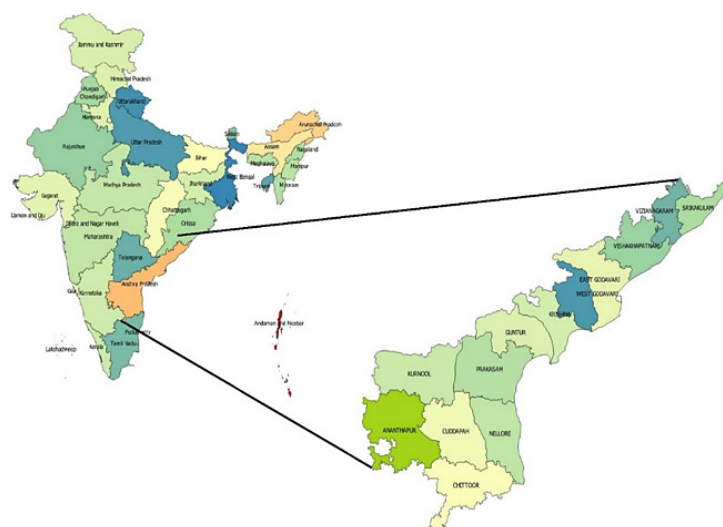 Jammu and Kashmir
Himachal Pradesh
Punjab
Chandigarh
Uttarakhand
Haryana
Arunachal Pradesh
Sikkim
Rajasthan
Uttar Pradesh
Assam
Nagaland
Bihar
Meghalaya
Manipur
Jharkhand
West Bengal
Tripura
Mizoram
Gujarat
Madhya Pradesh
Daman and Diu
Chhattisgarh
Orissa
Dadra and Nagar Haveli
Maharashtra
Telangana
Andhra Pradesh
Goa
Karnataka
Andaman and Nicobar
Puducherry
Tamil Nadu
Lakshadweep
Kerala
SRIKAKULAM
VIZIANAGARAM
VISHAKHAPATNAM
EAST GODAVARI
WEST GODAVARI
KRISHNA
GUNTUR
PRAKASAM
KURNOOL
ANANTHAPUR
CUDDAPAH
NELLORE
CHITTOOR